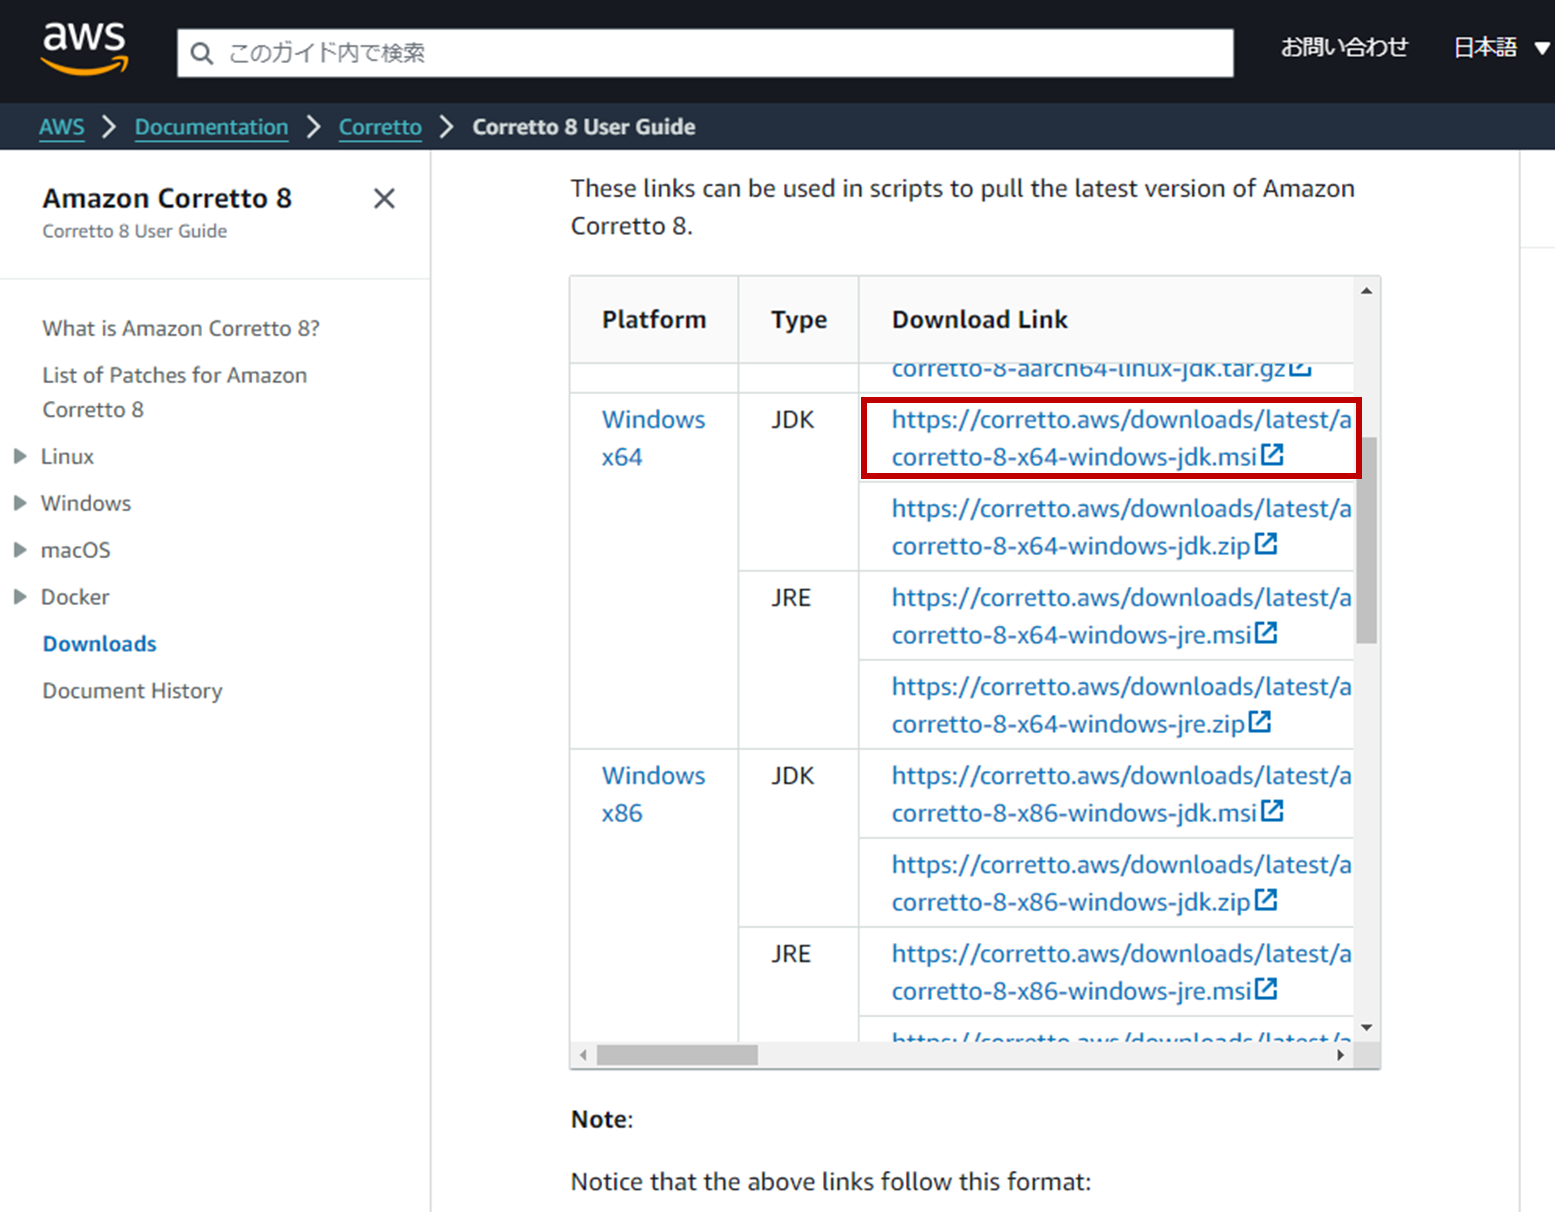 aws
このガイド内で検索
お問い合わせ
日本語
AWS
Documentation
Corretto
Corretto 8 User Guide
Amazon Corretto 8
Corretto 8 User Guide
What is Amazon Corretto 8?
List of Patches for Amazon
Corretto 8
Linux
Windows
macOS
Docker
Downloads
Document History
These links can be used in scripts to pull the latest version of Amazon
Corretto 8.
Platform
Type
Download Link
corretto-8-aarch64-linux-jdk.tar.gz
Windows
x64
JDK
https://corretto.aws/downloads/latest/a
corretto-8-x64-windows-jdk.msi
https://corretto.aws/downloads/latest/a
corretto-8-x64-windows-jdk.zip
JRE
https://corretto.aws/downloads/latest/a
corretto-8-x64-windows-jre.msi
https://corretto.aws/downloads/latest/a
corretto-8-x64-windows-jre.zip
Windows
x86
JDK
https://corretto.aws/downloads/latest/a
corretto-8-x86-windows-jdk.msi
https://corretto.aws/downloads/latest/a
corretto-8-x86-windows-jdk.zip
JRE
https://corretto.aws/downloads/latest/a
corretto-8-x86-windows-jre.msi
https://corretto.aws/downloads/latest/a
Note:
Notice that the above links follow this format: